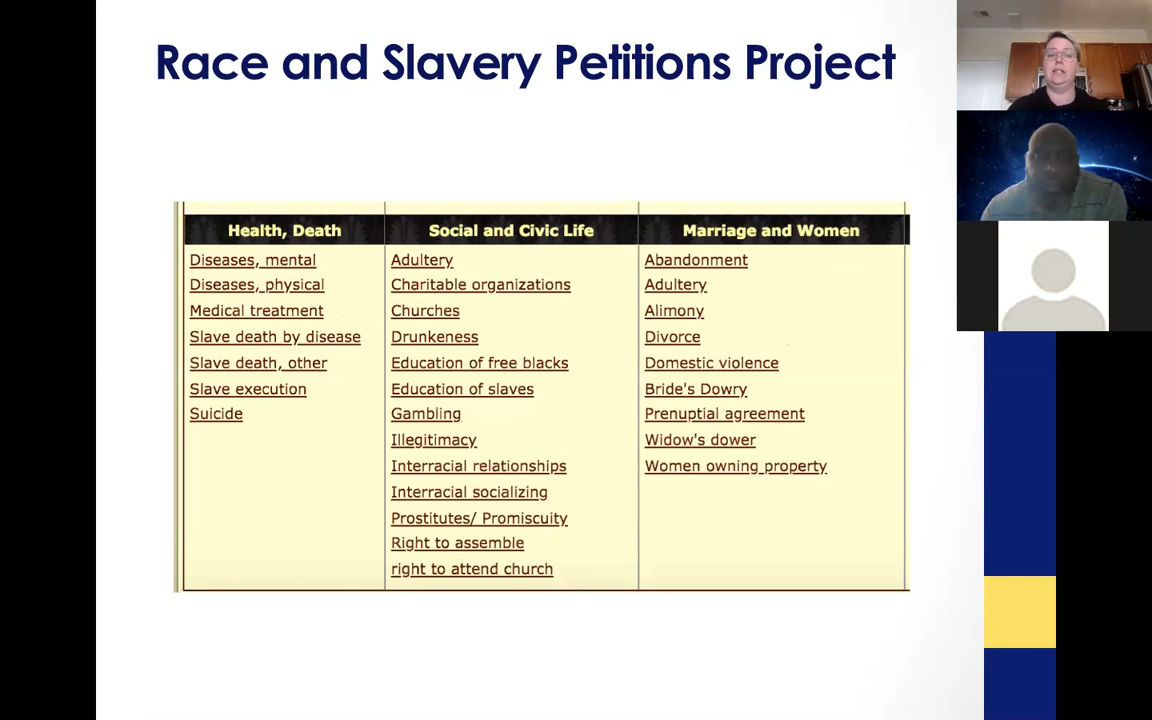 Race and Slavery Petitions Project
Health, Death
Diseases, mental
Diseases, physical
Medical treatment
Slave death by disease
Slave death, other
Slave execution
Suicide
Social and Civic Life
Adultery
Charitable organizations
Churches
Drunkeness
Education of free blacks
Education of slaves
Gambling
Illegitimacy
Interracial relationships
Interracial socializing
Prostitutes/ Promiscuity
Right to assemble
right to attend church
Marriage and Women
Abandonment
Adultery
Alimony
Divorce
Domestic violence
Bride's Dowry
Prenuptial agreement
Widow's dower
Women owning property